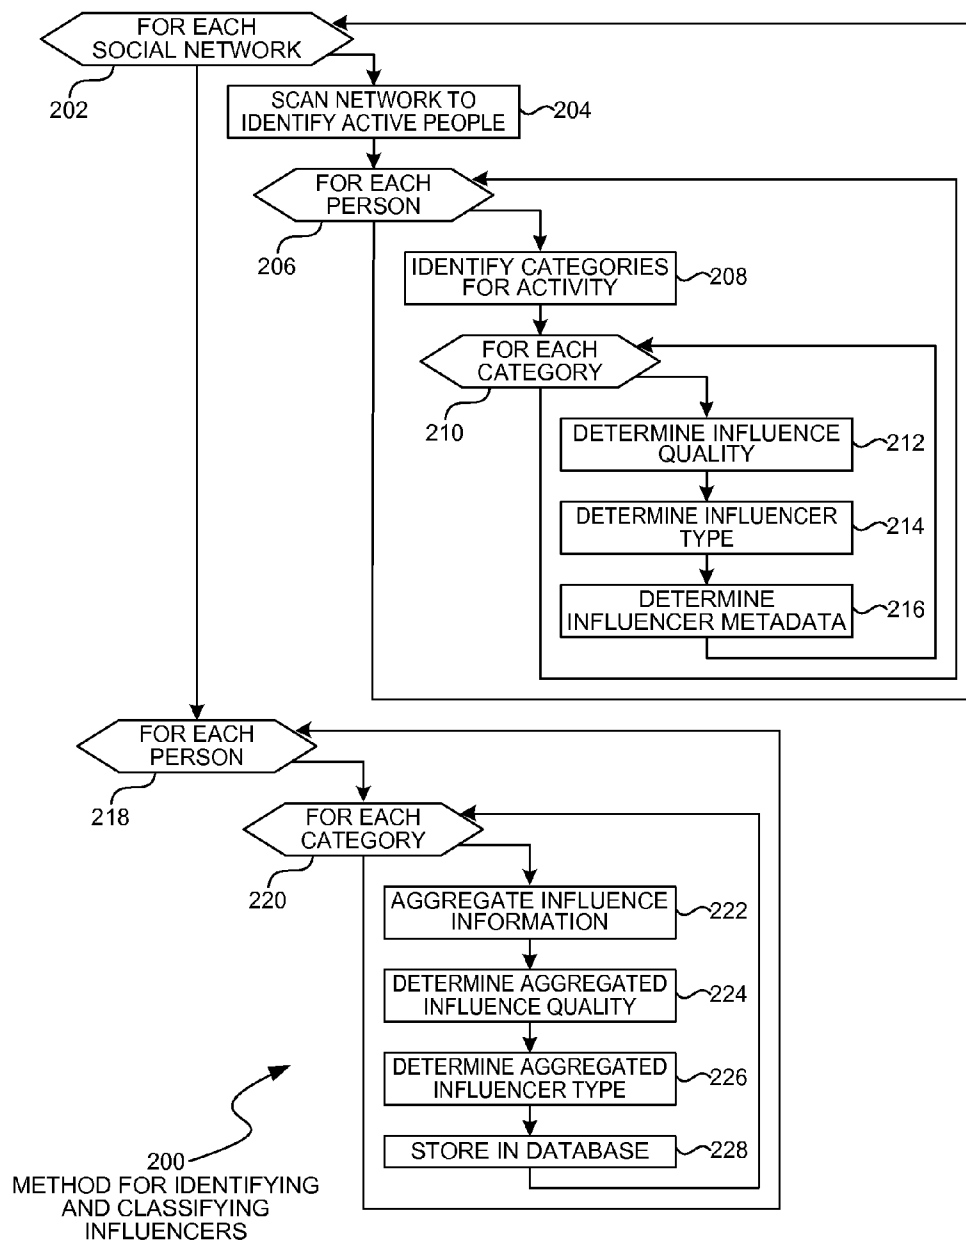 FOR EACH
SOCIAL NETWORK
202
SCAN NETWORK TO
IDENTIFY ACTIVE PEOPLE
204
FOR EACH
PERSON
206
IDENTIFY CATEGORIES
FOR ACTIVITY
208
FOR EACH
CATEGORY
210
DETERMINE INFLUENCE
QUALITY
212
DETERMINE INFLUENCER
TYPE
214
DETERMINE
INFLUENCER METADATA
216
FOR EACH
PERSON
218
FOR EACH
CATEGORY
220
AGGREGATE INFLUENCE
INFORMATION
222
DETERMINE AGGREGATED
INFLUENCE QUALITY
224
DETERMINE AGGREGATED
INFLUENCER TYPE
226
STORE IN DATABASE
228
200
METHOD FOR IDENTIFYING
AND CLASSIFYING
INFLUENCERS